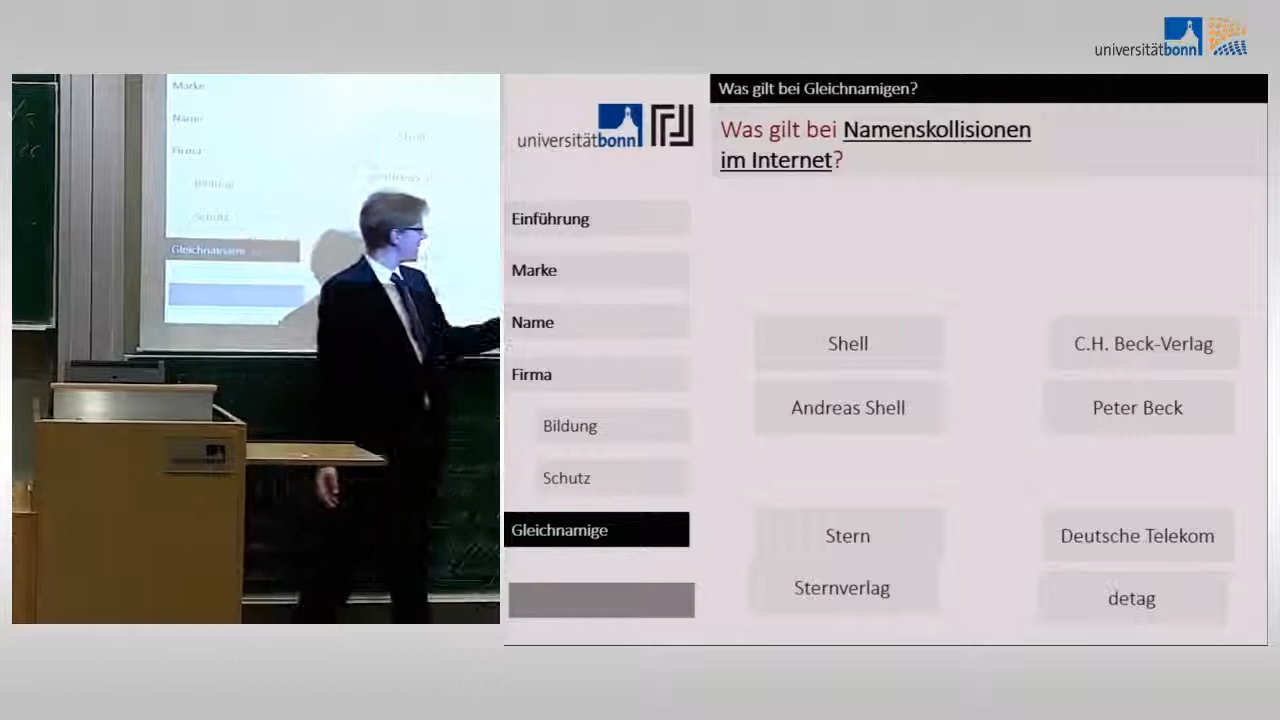 universitätbonn
Marke
Name
Firma
Bildung
Schutz
Gleichnamige
Shell
universitätbonn
Einführung
Marke
Name
Firma
Bildung
Schutz
Gleichnamige
Was gilt bei Gleichnamigen?
Was gilt bei Namenskollisionen
im Internet?
Shell
C.H. Beck-Verlag
Andreas Shell
Peter Beck
Stern
Deutsche Telekom
Sternverlag
detag